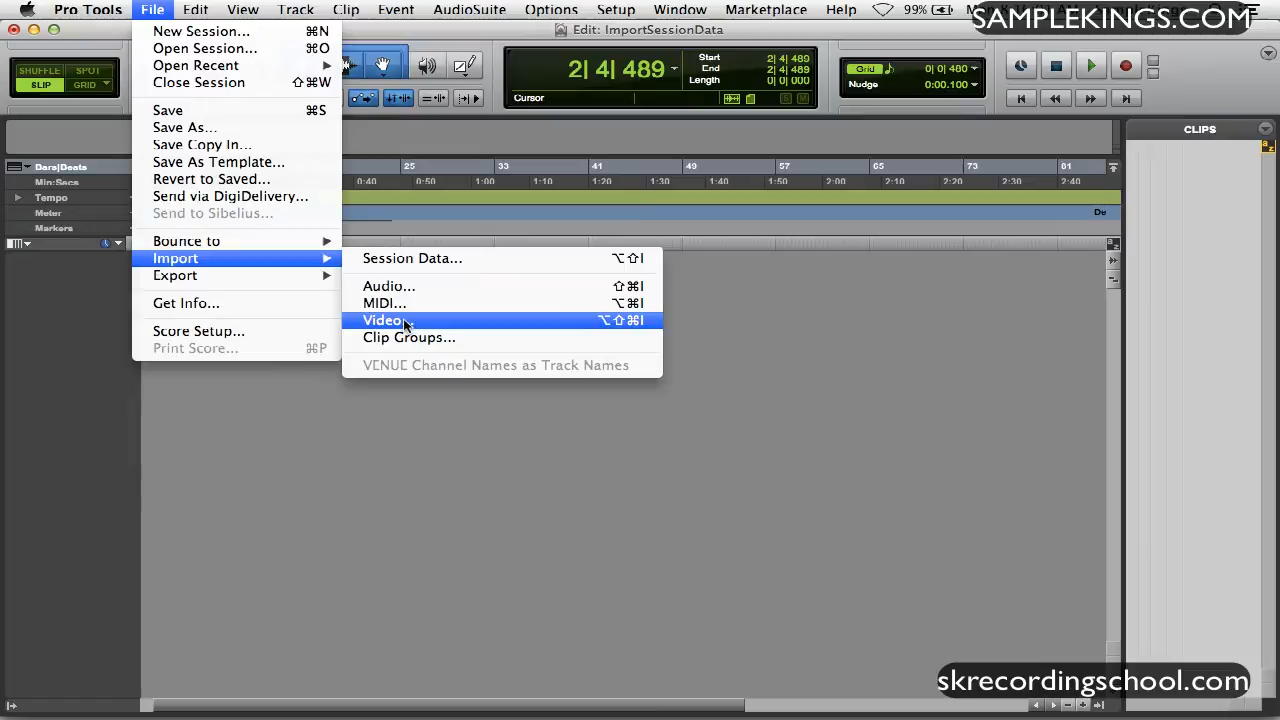 Pro Tools File Edit View Track Clip Event AudioSuite Options Setup Window Marketplace Help 99%
SAMPLEKINGS.COM
Edit: ImportSessionData
SHUFFLE SPOT
SLIP GRID
2| 4| 489
Start 2| 4| 489
End 2| 4| 489
Length 0| 0| 000
Cursor
Grid 0| 0| 480
Nudge 0:00.100
New Session... ⌘N
Open Session... ⌘O
Open Recent
Close Session ⇧⌘W
Save ⌘S
Save As...
Save Copy In...
Save As Template...
Revert to Saved...
Send via DigiDelivery...
Send to Sibelius...
Bounce to
Import
Export
Get Info...
Score Setup...
Print Score... ⌘P
Session Data... ⌥⇧I
Audio... ⇧⌘I
MIDI... ⌥⌘I
Video... ⌥⇧⌘I
Clip Groups...
VENUE Channel Names as Track Names
CLIPS
Bars|Beats 25 33 41 49 57 65 73 81
Min:Secs 0:40 0:50 1:00 1:10 1:20 1:30 1:40 1:50 2:00 2:10 2:20 2:30 2:40
Tempo
Meter De
Markers
skrecordingschool.com